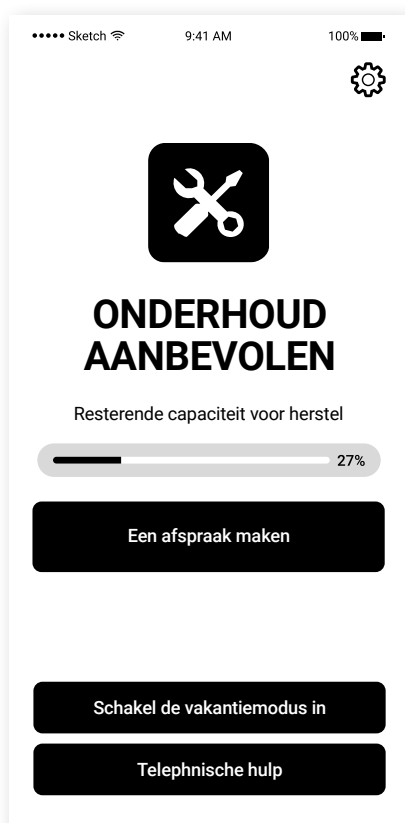 Sketch 9:41 AM 100%
ONDERHOUD
AANBEVOLEN
Resterende capaciteit voor herstel
27%
Een afspraak maken
Schakel de vakantiemodus in
Telephnische hulp